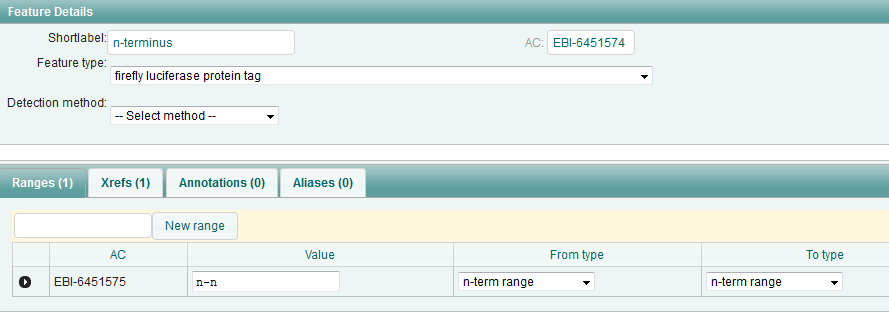 Feature Details
Shortlabel: n-terminus AC: EBI-6451574
Feature type: firefly luciferase protein tag
Detection method: -- Select method --
Ranges (1) Xrefs (1) Annotations (0) Aliases (0)
New range
AC Value From type To type
EBI-6451575 n-n n-term range n-term range